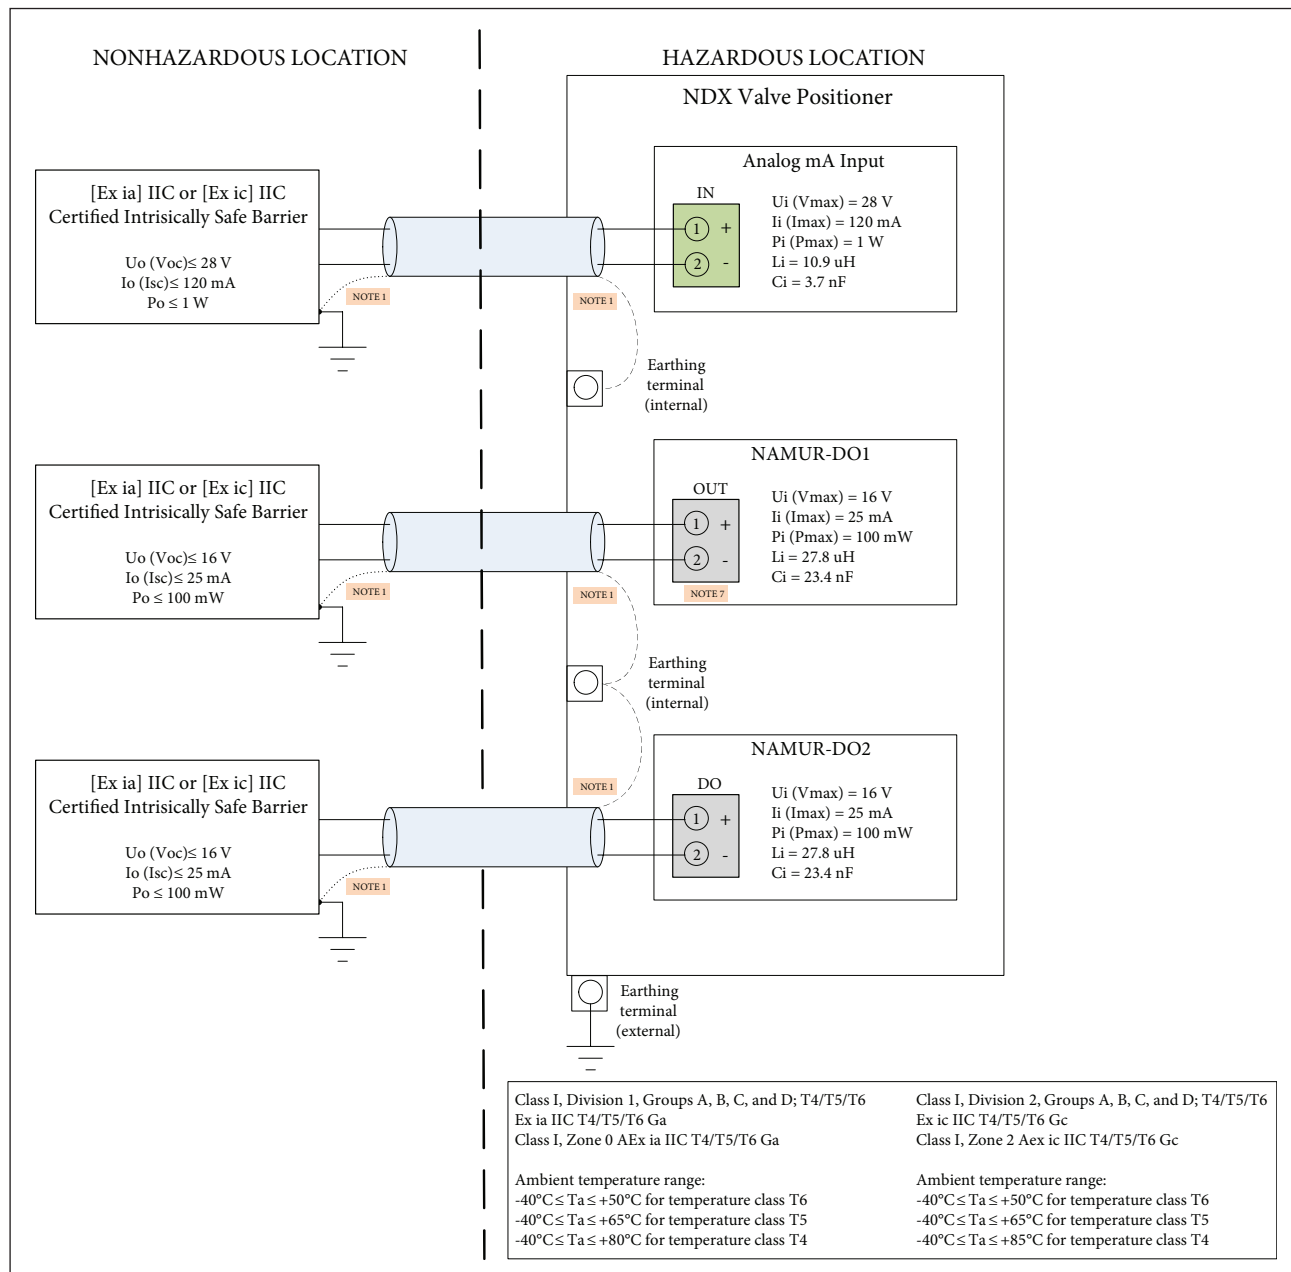 NONHAZARDOUS LOCATION
HAZARDOUS LOCATION
NDX Valve Positioner
[Ex ia] IIC or [Ex ic] IIC
Certified Intrisically Safe Barrier
Uo (Voc)≤ 28 V
Io (Isc)≤ 120 mA
Po ≤ 1 W
NOTE 1
NOTE 1
Analog mA Input
IN
1 +
2 -
Ui (Vmax) = 28 V
Ii (Imax) = 120 mA
Pi (Pmax) = 1 W
Li = 10.9 uH
Ci = 3.7 nF
Earthing
terminal
(internal)
[Ex ia] IIC or [Ex ic] IIC
Certified Intrisically Safe Barrier
Uo (Voc)≤ 16 V
Io (Isc)≤ 25 mA
Po ≤ 100 mW
NOTE 1
NOTE 1
NAMUR-DO1
OUT
1 +
2 -
NOTE 7
Ui (Vmax) = 16 V
Ii (Imax) = 25 mA
Pi (Pmax) = 100 mW
Li = 27.8 uH
Ci = 23.4 nF
Earthing
terminal
(internal)
[Ex ia] IIC or [Ex ic] IIC
Certified Intrisically Safe Barrier
Uo (Voc)≤ 16 V
Io (Isc)≤ 25 mA
Po ≤ 100 mW
NOTE 1
NOTE 1
NAMUR-DO2
DO
1 +
2 -
Ui (Vmax) = 16 V
Ii (Imax) = 25 mA
Pi (Pmax) = 100 mW
Li = 27.8 uH
Ci = 23.4 nF
Earthing
terminal
(external)
Class I, Division 1, Groups A, B, C, and D; T4/T5/T6
Ex ia IIC T4/T5/T6 Ga
Class I, Zone 0 AEx ia IIC T4/T5/T6 Ga
Ambient temperature range:
-40°C≤ Ta ≤ +50°C for temperature class T6
-40°C≤ Ta ≤ +65°C for temperature class T5
-40°C≤ Ta ≤ +80°C for temperature class T4
Class I, Division 2, Groups A, B, C, and D; T4/T5/T6
Ex ic IIC T4/T5/T6 Gc
Class I, Zone 2 Aex ic IIC T4/T5/T6 Gc
Ambient temperature range:
-40°C≤ Ta ≤ +50°C for temperature class T6
-40°C≤ Ta ≤ +65°C for temperature class T5
-40°C≤ Ta ≤ +85°C for temperature class T4